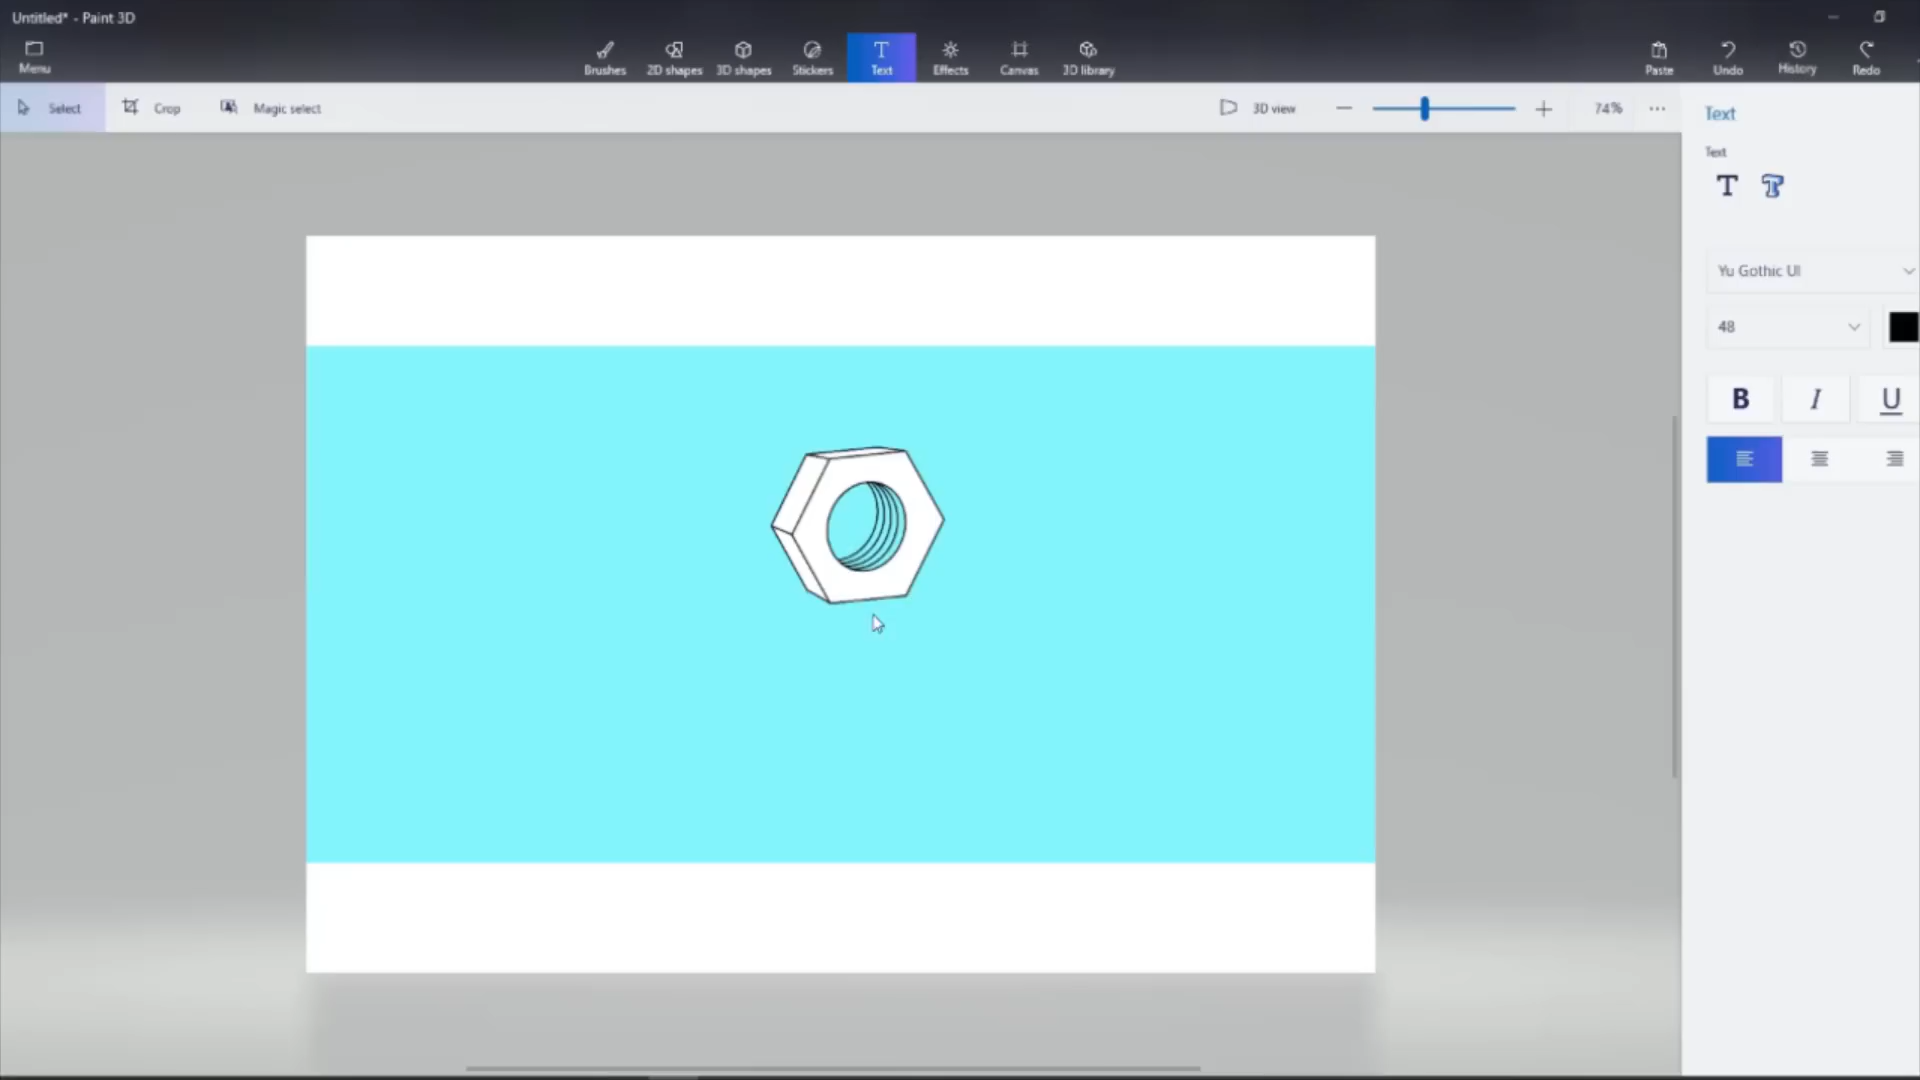 Untitled* - Paint 3D
Menu
Brushes
2D shapes
3D shapes
Stickers
T
Text
Effects
Canvas
3D library
Paste
Undo
History
Redo
Select
Crop
Magic select
3D view
74%
...
Text
Text
T T
Yu Gothic UI
48
B I U